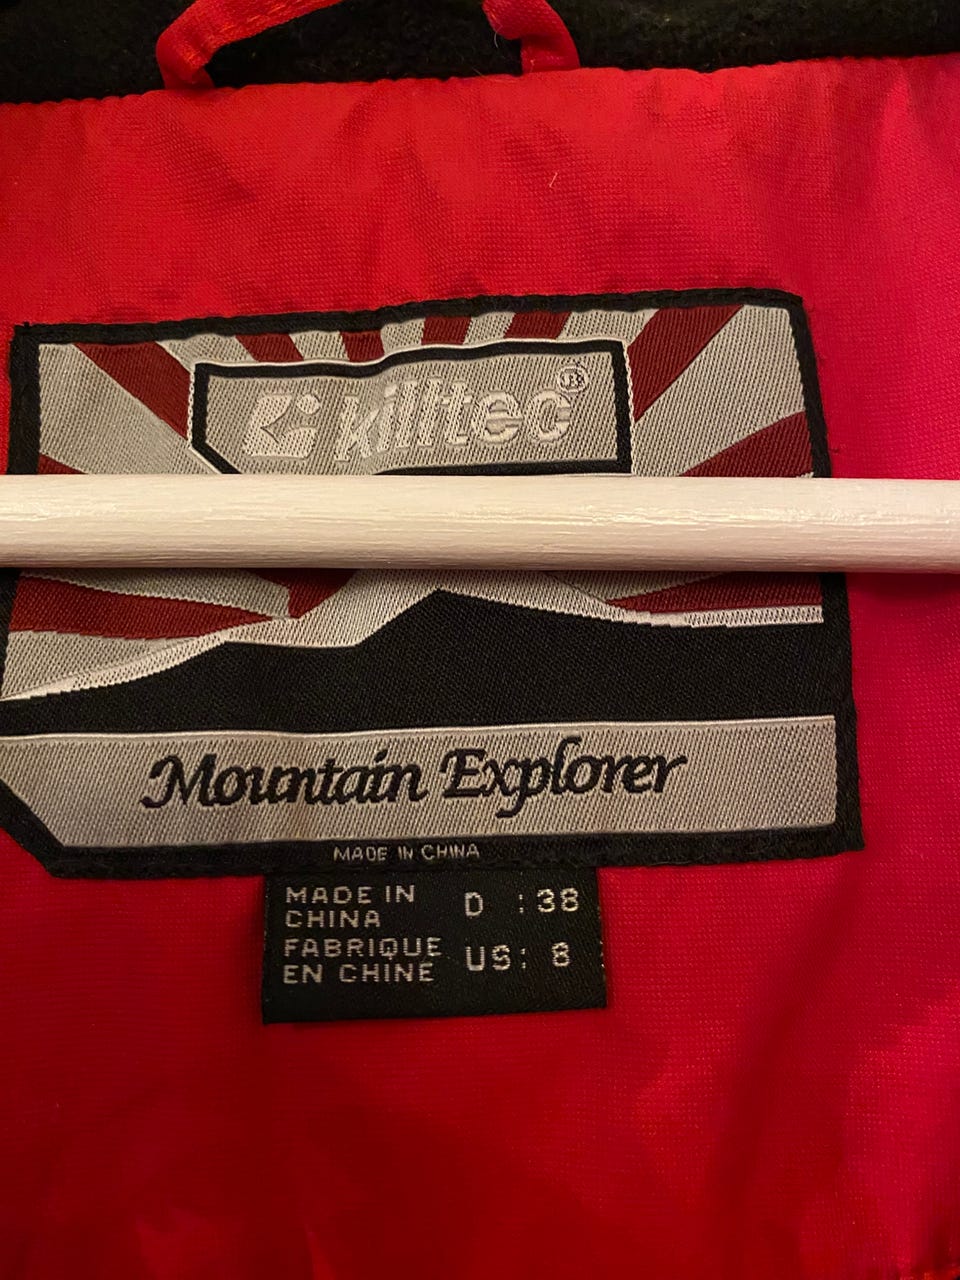 killtec®
Mountain Explorer
MADE IN CHINA
MADE IN
CHINA
FABRIQUE
EN CHINE
D : 38
US: 8